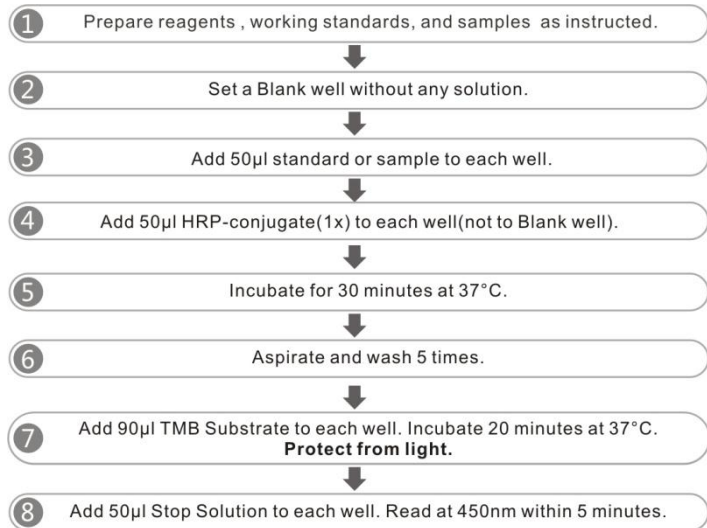 1 Prepare reagents , working standards, and samples as instructed.
2 Set a Blank well without any solution.
3 Add 50µl standard or sample to each well.
4 Add 50µl HRP-conjugate(1x) to each well(not to Blank well).
5 Incubate for 30 minutes at 37°C.
6 Aspirate and wash 5 times.
7 Add 90µl TMB Substrate to each well. Incubate 20 minutes at 37°C.
Protect from light.
8 Add 50µl Stop Solution to each well. Read at 450nm within 5 minutes.